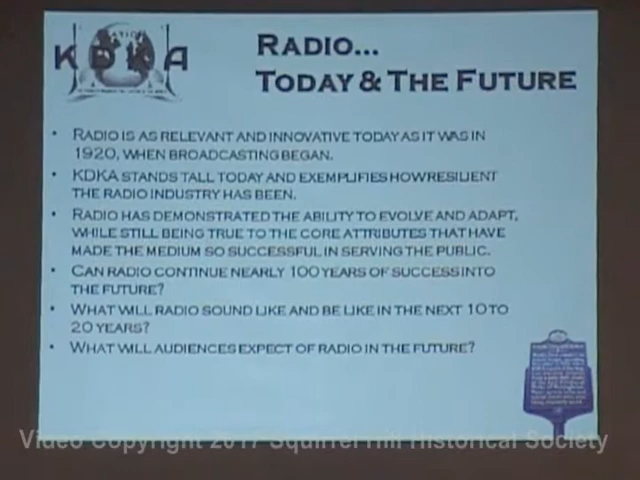 KDKA
RADIO...
TODAY & THE FUTURE
• RADIO IS AS RELEVANT AND INNOVATIVE TODAY AS IT WAS IN
1920, WHEN BROADCASTING BEGAN.
• KDKA STANDS TALL TODAY AND EXEMPLIFIES HOW RESILIENT
THE RADIO INDUSTRY HAS BEEN.
• RADIO HAS DEMONSTRATED THE ABILITY TO EVOLVE AND ADAPT,
WHILE STILL BEING TRUE TO THE CORE ATTRIBUTES THAT HAVE
MADE THE MEDIUM SO SUCCESSFUL IN SERVING THE PUBLIC.
• CAN RADIO CONTINUE NEARLY 100 YEARS OF SUCCESS INTO
THE FUTURE?
• WHAT WILL RADIO SOUND LIKE AND BE LIKE IN THE NEXT 10 TO
20 YEARS?
• WHAT WILL AUDIENCES EXPECT OF RADIO IN THE FUTURE?
Video Copyright 2017 Squirrel Hill Historical Society